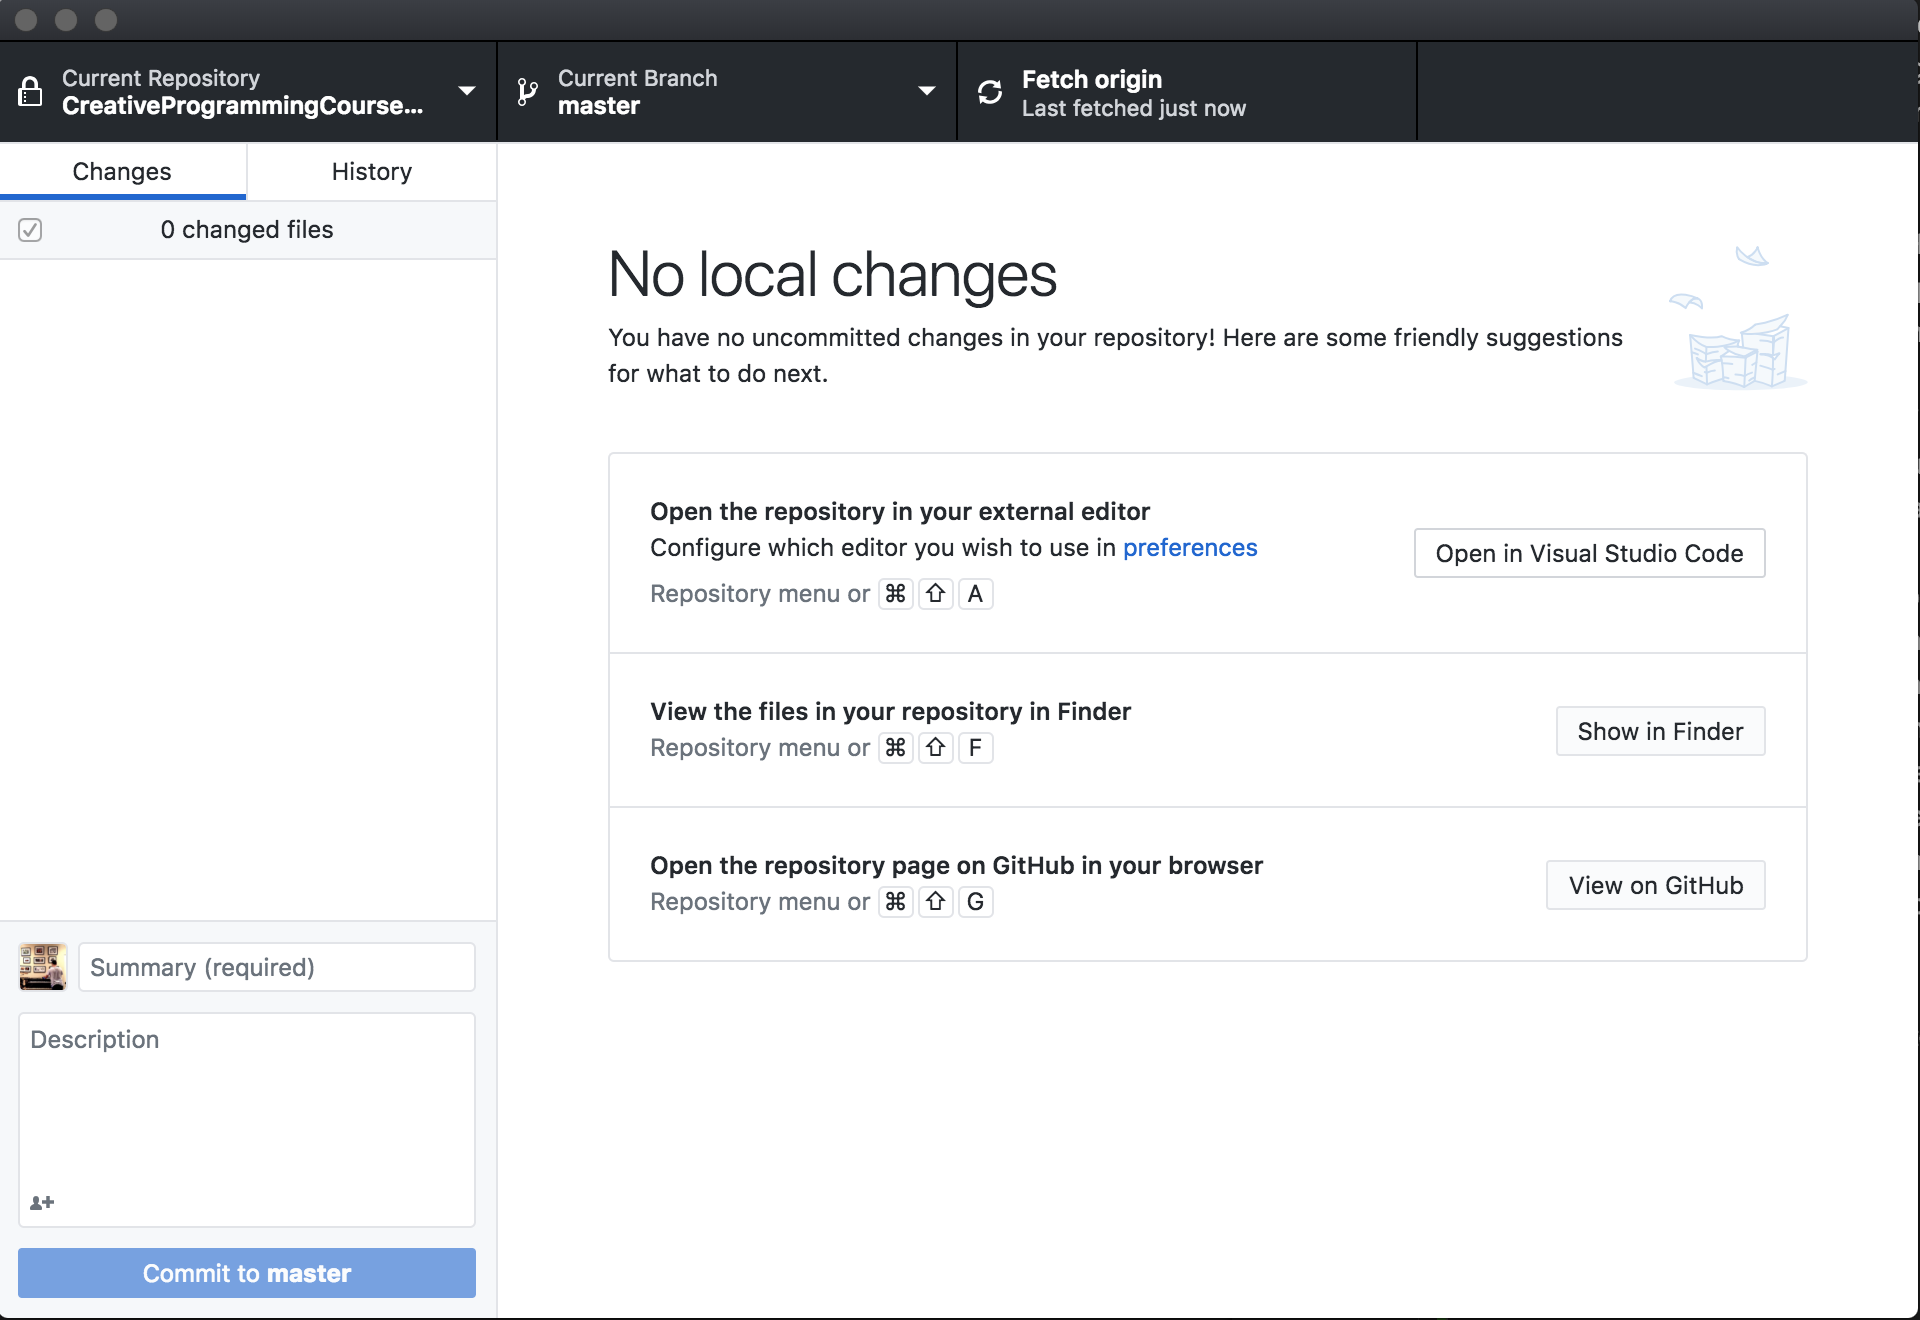 Current Repository
CreativeProgrammingCourse...
Current Branch
master
Fetch origin
Last fetched just now
Changes
History
0 changed files
No local changes
You have no uncommitted changes in your repository! Here are some friendly suggestions
for what to do next.
Open the repository in your external editor
Configure which editor you wish to use in preferences
Repository menu or ⌘ ⇧ A
Open in Visual Studio Code
View the files in your repository in Finder
Repository menu or ⌘ ⇧ F
Show in Finder
Open the repository page on GitHub in your browser
Repository menu or ⌘ ⇧ G
View on GitHub
Summary (required)
Description
Commit to master